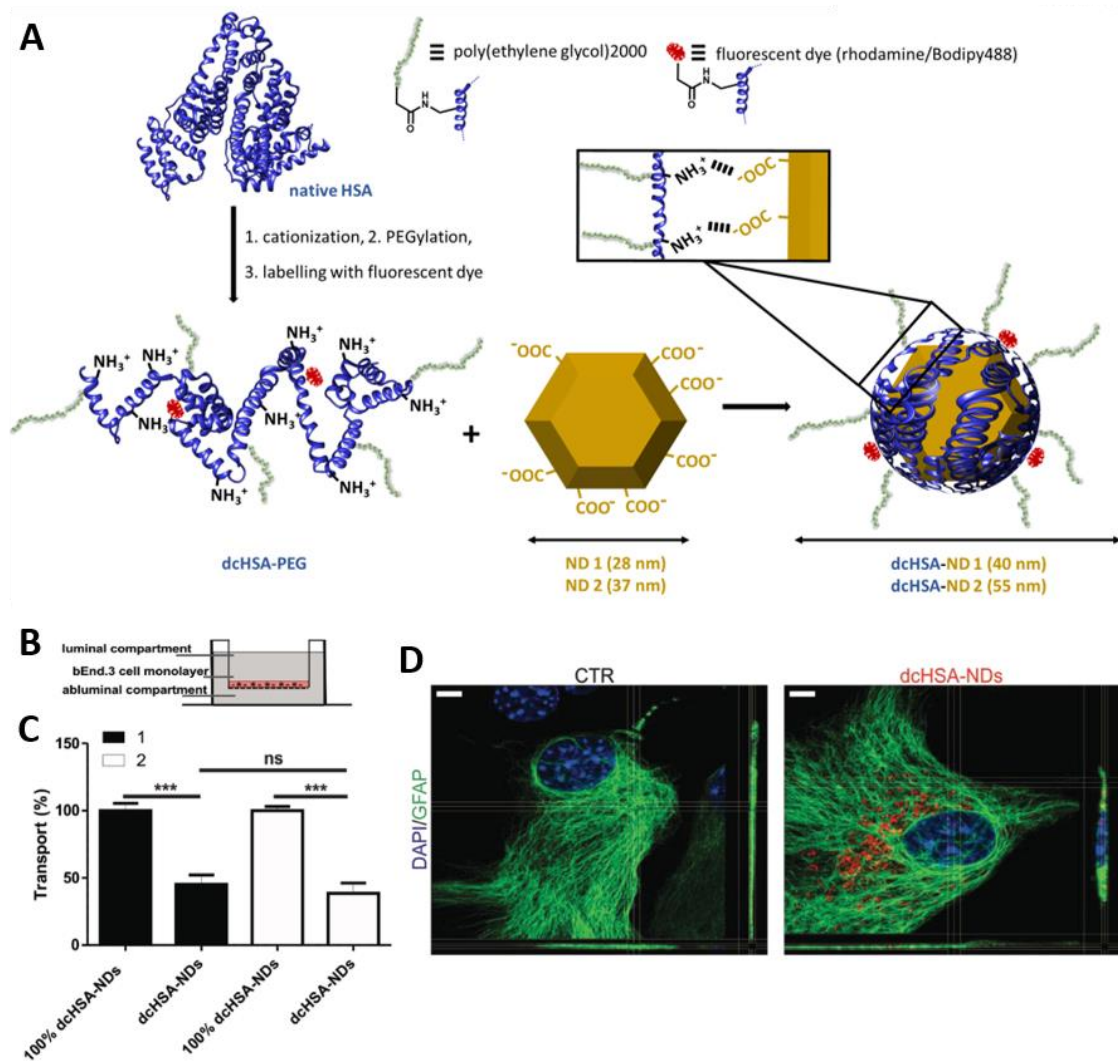 A
poly(ethylene glycol)2000
fluorescent dye (rhodamine/Bodipy488)
H
N
O
H
N
O
native HSA
1. cationization, 2. PEGylation,
3. labelling with fluorescent dye
NH₃⁺
⁻OOC
NH₃⁺
⁻OOC
NH₃⁺
NH₃⁺
NH₃⁺
NH₃
NH₃⁺
NH₃⁺
NH₃⁺
NH₃⁺
+
⁻OOC
COO⁻
COO⁻
COO⁻
⁻OOC
COO⁻
COO⁻
COO⁻
dcHSA-PEG
ND 1 (28 nm)
ND 2 (37 nm)
dcHSA-ND 1 (40 nm)
dcHSA-ND 2 (55 nm)
B
luminal compartment
bEnd.3 cell monolayer
abluminal compartment
C
Transport (%)
150
100
50
0
1
2
***
ns
***
100% dcHSA-NDs
dcHSA-NDs
100% dcHSA-NDs
dcHSA-NDs
D
CTR
dcHSA-NDs
DAPI/GFAP